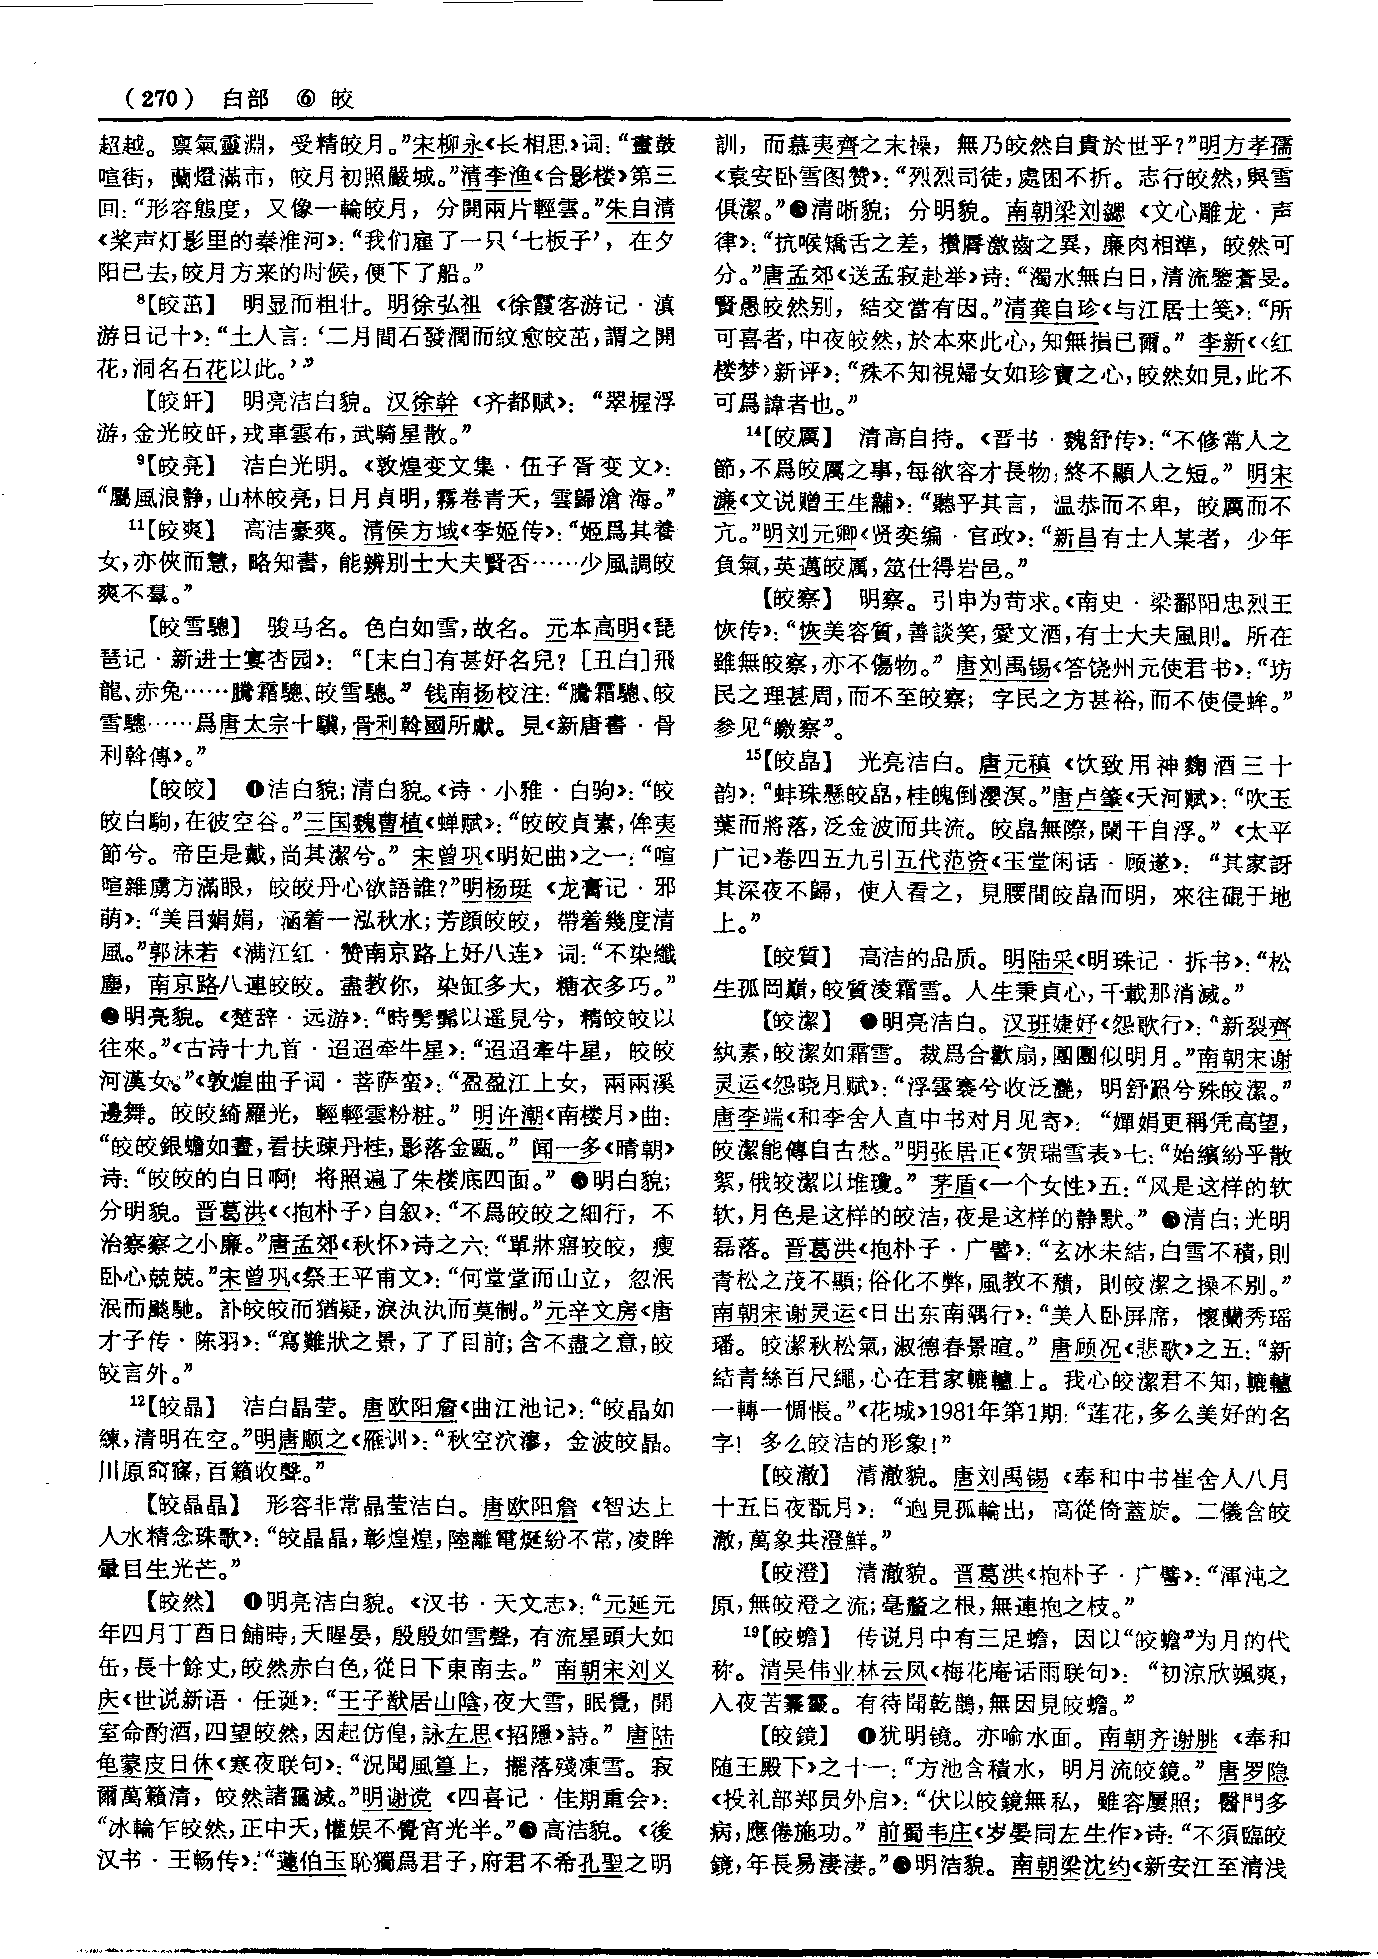 (270) 白部 ⑥ 皎
超越。禀氣靈淵，受精皎月。”宋柳永《长相思》词：“畫鼓
喧街，蘭燈滿市，皎月初照嚴城。”清李渔《合影楼》第三
回：“形容態度，又像一輪皎月，分開兩片輕雲。”朱自清
《桨声灯影里的秦淮河》：“我们雇了一只‘七板子’，在夕
阳已去，皎月方来的时候，便下了船。”
⁸【皎茁】 明显而粗壮。明徐弘祖《徐霞客游记·滇
游日记十》：“土人言：‘二月間石發潤而紋愈皎茁，謂之開
花，洞名石花以此。’”
【皎皔】 明亮洁白貌。汉徐幹《齐都赋》：“翠幄浮
游，金光皎皔，戎車雲布，武騎星散。”
⁹【皎亮】 洁白光明。《敦煌变文集·伍子胥变文》：
“屬風浪静，山林皎亮，日月貞明，霧卷青天，雲歸滄海。”
¹¹【皎爽】 高洁豪爽。清侯方域《李姬传》：“姬爲其養
女，亦俠而慧，略知書，能辨别士大夫賢否……少風調皎
爽不羣。”
【皎雪驄】 骏马名。色白如雪，故名。元本高明《琵
琶记·新进士宴杏园》：“［末白］有甚好名兒？［丑白］飛
龍、赤兔……騰霜驄、皎雪驄。”钱南扬校注：“騰霜驄、皎
雪驄……爲唐太宗十驥，骨利斡國所獻。見《新唐書·骨
利斡傳》。”
【皎皎】 ❶洁白貌；清白貌。《诗·小雅·白驹》：“皎
皎白駒，在彼空谷。”三国魏曹植《蝉赋》：“皎皎貞素，侔夷
節兮。帝臣是戴，尚其潔兮。”宋曾巩《明妃曲》之一：“喧
喧雜虜方滿眼，皎皎丹心欲語誰？”明杨珽《龙膏记·邪
萌》：“美目娟娟，涵着一泓秋水；芳顔皎皎，帶着幾度清
風。”郭沫若《满江红·赞南京路上好八连》词：“不染纖
塵，南京路八連皎皎。盡教你，染缸多大，糖衣多巧。”
❷明亮貌。《楚辞·远游》：“時髣髴以遥見兮，精皎皎以
往來。”《古诗十九首·迢迢牵牛星》：“迢迢牽牛星，皎皎
河漢女。”《敦煌曲子词·菩萨蛮》：“盈盈江上女，兩兩溪
邊舞。皎皎綺羅光，輕輕雲粉粧。”明许潮《南楼月》曲：
“皎皎銀蟾如畫，看扶疎丹桂，影落金甌。”闻一多《晴朝》
诗：“皎皎的白日啊！将照遍了朱楼底四面。”❸明白貌；
分明貌。晋葛洪《〈抱朴子〉自叙》：“不爲皎皎之細行，不
治察察之小廉。”唐孟郊《秋怀》诗之六：“單牀寤皎皎，瘦
卧心兢兢。”宋曾巩《祭王平甫文》：“何堂堂而山立，忽泯
泯而飈馳。訃皎皎而猶疑，淚汍汍而莫制。”元辛文房《唐
才子传·陈羽》：“寫難狀之景，了了目前；含不盡之意，皎
皎言外。”
¹²【皎晶】 洁白晶莹。唐欧阳詹《曲江池记》：“皎晶如
練，清明在空。”明唐顺之《雁训》：“秋空泬漻，金波皎晶。
川原窅窱，百籟收聲。”
【皎晶晶】 形容非常晶莹洁白。唐欧阳詹《智达上
人水精念珠歌》：“皎晶晶，彰煌煌，陸離電烻紛不常，凌眸
暈目生光芒。”
【皎然】 ❶明亮洁白貌。《汉书·天文志》：“元延元
年四月丁酉日餔時，天暒晏，殷殷如雷聲，有流星頭大如
缶，長十餘丈，皎然赤白色，從日下東南去。”南朝宋刘义
庆《世说新语·任诞》：“王子猷居山陰，夜大雪，眠覺，開
室命酌酒，四望皎然，因起仿偟，詠左思《招隱》詩。”唐陆
龟蒙皮日休《寒夜联句》：“況聞風篁上，擺落殘凍雪。寂
爾萬籟清，皎然諸靄滅。”明谢谠《四喜记·佳期重会》：
“冰輪乍皎然，正中天，懽娱不覺宵光半。”❷高洁貌。《後
汉书·王畅传》：“蘧伯玉恥獨爲君子，府君不希孔聖之明
訓，而慕夷齊之末操，無乃皎然自貴於世乎？”明方孝孺
《袁安卧雪图赞》：“烈烈司徒，處困不折。志行皎然，與雪
俱潔。”❸清晰貌；分明貌。南朝梁刘勰《文心雕龙·声
律》：“抗喉矯舌之差，攢脣激齒之異，廉肉相準，皎然可
分。”唐孟郊《送孟寂赴举》诗：“濁水無白日，清流鑒蒼旻。
賢愚皎然别，結交當有因。”清龚自珍《与江居士笺》：“所
可喜者，中夜皎然，於本來此心，知無損已爾。”李新《〈红
楼梦〉新评》：“殊不知視婦女如珍寶之心，皎然如見，此不
可爲諱者也。”
¹⁴【皎厲】 清高自持。《晋书·魏舒传》：“不修常人之
節，不爲皎厲之事，每欲容才長物，終不顯人之短。”明宋
濂《文说赠王生黼》：“聽乎其言，温恭而不卑，皎厲而不
亢。”明刘元卿《贤奕编·官政》：“新昌有士人某者，少年
負氣，英邁皎厲，筮仕得岩邑。”
【皎察】 明察。引申为苛求。《南史·梁鄱阳忠烈王
恢传》：“恢美容質，善談笑，愛文酒，有士大夫風則。所在
雖無皎察，亦不傷物。”唐刘禹锡《答饶州元使君书》：“坊
民之理甚周，而不至皎察；字民之方甚裕，而不使侵蛑。”
参见“皦察”。
¹⁵【皎皛】 光亮洁白。唐元稹《饮致用神麴酒三十
韵》：“蚌珠懸皎皛，桂魄倒瀴溟。”唐卢肇《天河赋》：“吹玉
葉而將落，泛金波而共流。皎皛無際，闌干自浮。”《太平
广记》卷四五九引五代范资《玉堂闲话·顾遂》：“其家訝
其深夜不歸，使人看之，見腰間皎皛而明，來往硍于地
上。”
【皎質】 高洁的品质。明陆采《明珠记·拆书》：“松
生孤岡巔，皎質淩霜雪。人生秉貞心，千載那消滅。”
【皎潔】 ❶明亮洁白。汉班婕妤《怨歌行》：“新裂齊
紈素，皎潔如霜雪。裁爲合歡扇，團團似明月。”南朝宋谢
灵运《怨晓月赋》：“浮雲褰兮收泛灩，明舒照兮殊皎潔。”
唐李端《和李舍人直中书对月见寄》：“嬋娟更稱凭高望，
皎潔能傳自古愁。”明张居正《贺瑞雪表》七：“始繽紛乎散
絮，俄皎潔以堆瓊。”茅盾《一个女性》五：“风是这样的软
软，月色是这样的皎洁，夜是这样的静默。”❷清白；光明
磊落。晋葛洪《抱朴子·广譬》：“玄冰未結，白雪不積，則
青松之茂不顯；俗化不弊，風教不穨，則皎潔之操不别。”
南朝宋谢灵运《日出东南隅行》：“美人卧屏席，懷蘭秀瑶
璠。皎潔秋松氣，淑德春景暄。”唐顾况《悲歌》之五：“新
結青絲百尺繩，心在君家轆轤上。我心皎潔君不知，轆轤
一轉一惆悵。”《花城》1981年第1期：“莲花，多么美好的名
字！多么皎洁的形象！”
【皎澈】 清澈貌。唐刘禹锡《奉和中书崔舍人八月
十五日夜翫月》：“迥見孤輪出，高從倚蓋旋。二儀含皎
澈，萬象共澄鮮。”
【皎澄】 清澈貌。晋葛洪《抱朴子·广譬》：“渾沌之
原，無皎澄之流；毫釐之根，無連抱之枝。”
¹⁹【皎蟾】 传说月中有三足蟾，因以“皎蟾”为月的代
称。清吴伟业林云凤《梅花庵话雨联句》：“初凉欣颯爽，
入夜苦霢霢。有待聞乾鵲，無因見皎蟾。”
【皎鏡】 ❶犹明镜。亦喻水面。南朝齐谢朓《奉和
随王殿下》之十一：“方池含積水，明月流皎鏡。”唐罗隐
《投礼部郑员外启》：“伏以皎鏡無私，雖容屢照；醫門多
病，應倦施功。”前蜀韦庄《岁晏同左生作》诗：“不須臨皎
鏡，年長易淒淒。”❷明洁貌。南朝梁沈约《新安江至清浅